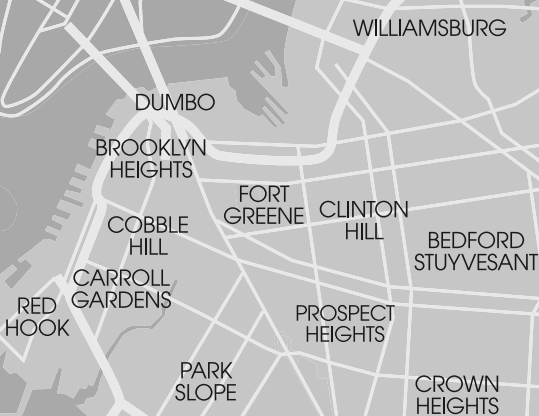 WILLIAMSBURG
DUMBO
BROOKLYN
HEIGHTS
FORT
GREENE
CLINTON
HILL
COBBLE
HILL
BEDFORD
STUYVESANT
CARROLL
GARDENS
RED
HOOK
PROSPECT
HEIGHTS
PARK
SLOPE
CROWN
HEIGHTS